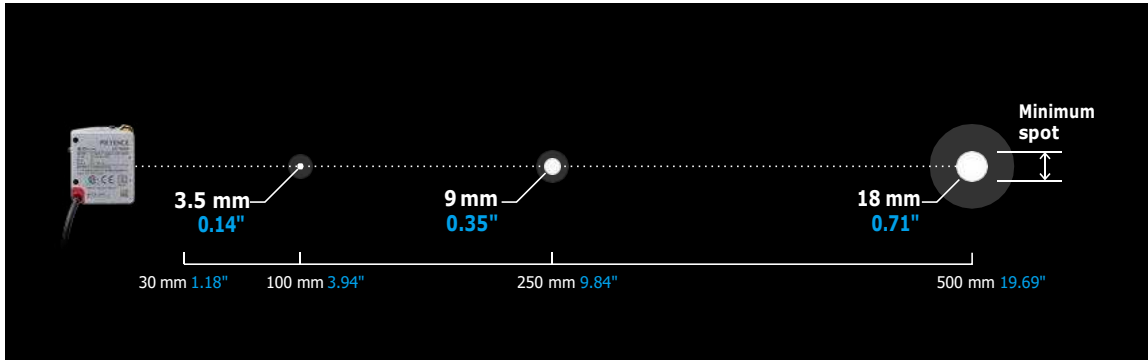 KEYENCE
Minimum
spot
3.5 mm
0.14"
9 mm
0.35"
18 mm
0.71"
30 mm 1.18"
100 mm 3.94"
250 mm 9.84"
500 mm 19.69"